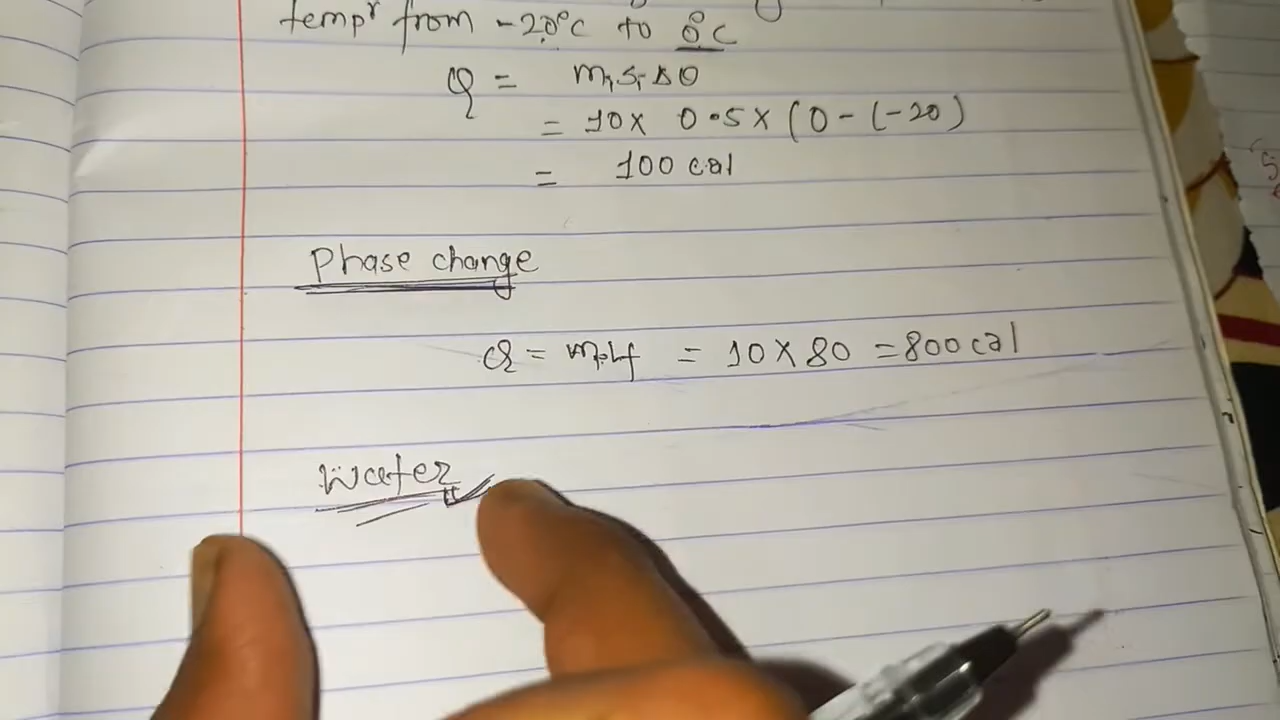 tempr from -20°c to 0°c
Q = m,s,Δθ
= 10 x 0.5 x (0-(-20)
= 100 cal
Phase change
Q = m.Lf = 10 X 80 = 800 cal
Water